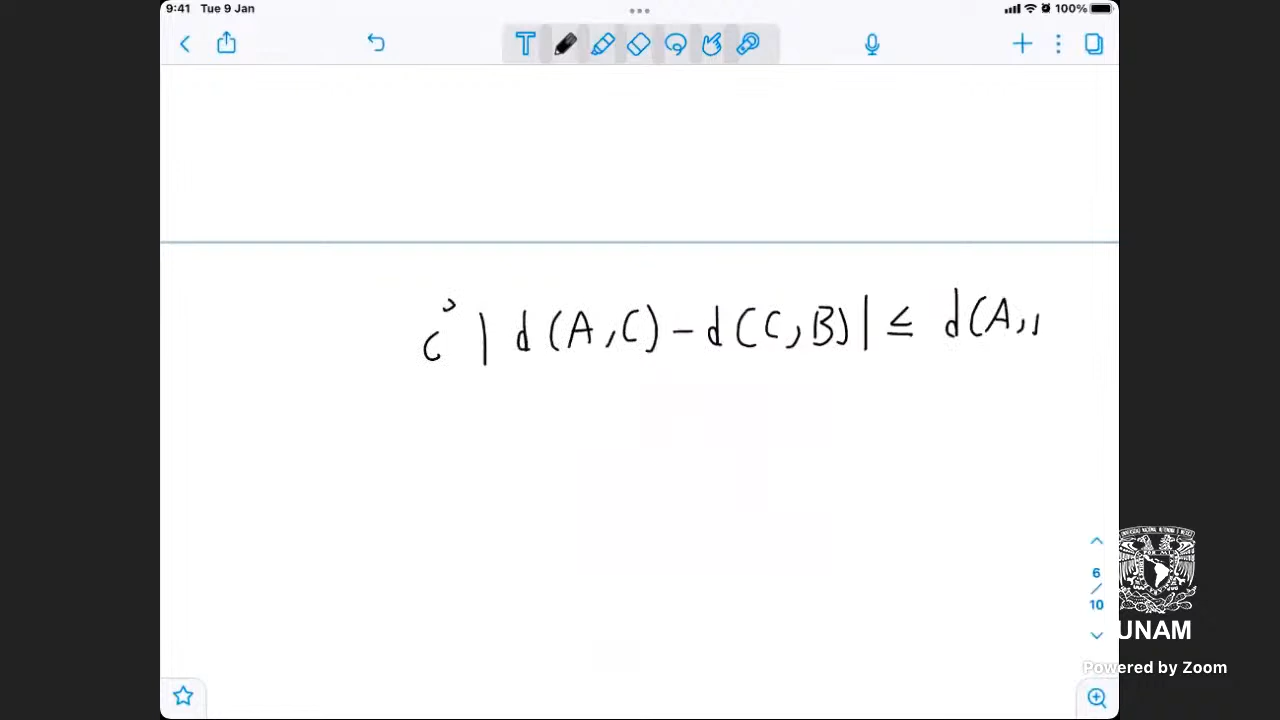 9:41 Tue 9 Jan 100%
T
| d(A,C) - d(C,B) | ≤ d(A,
6
/
10
UNAM
Powered by Zoom